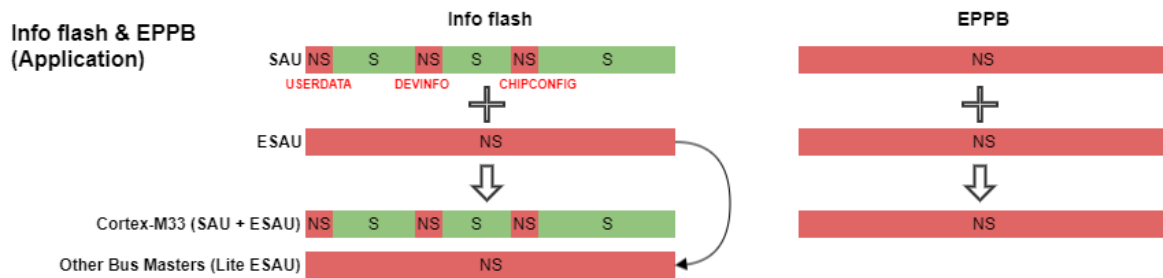 Info flash & EPPB
(Application)
Info flash
EPPB
SAU NS S NS S NS S NS
USERDATA DEVINFO CHIPCONFIG
ESAU NS NS
Cortex-M33 (SAU + ESAU) NS S NS S NS S NS
Other Bus Masters (Lite ESAU) NS